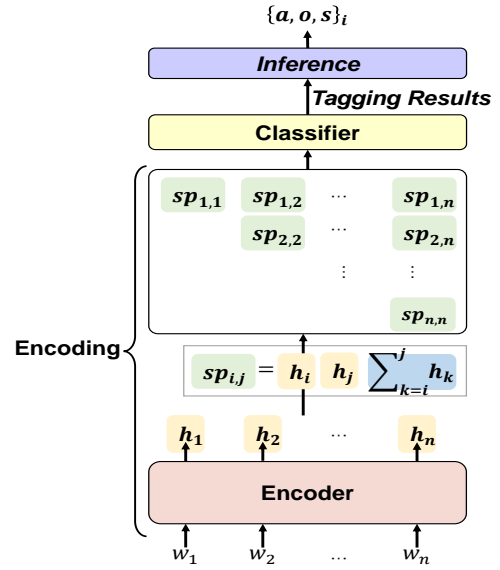 {a, o, s}i
Inference
Tagging Results
Classifier
sp1,1 sp1,2 ... sp1,n
sp2,2 ... sp2,n
⋮ ⋮
spn,n
Encoding
spi,j = hi hj ∑k=i j hk
h1 h2 ... hn
Encoder
w1 w2 ... wn